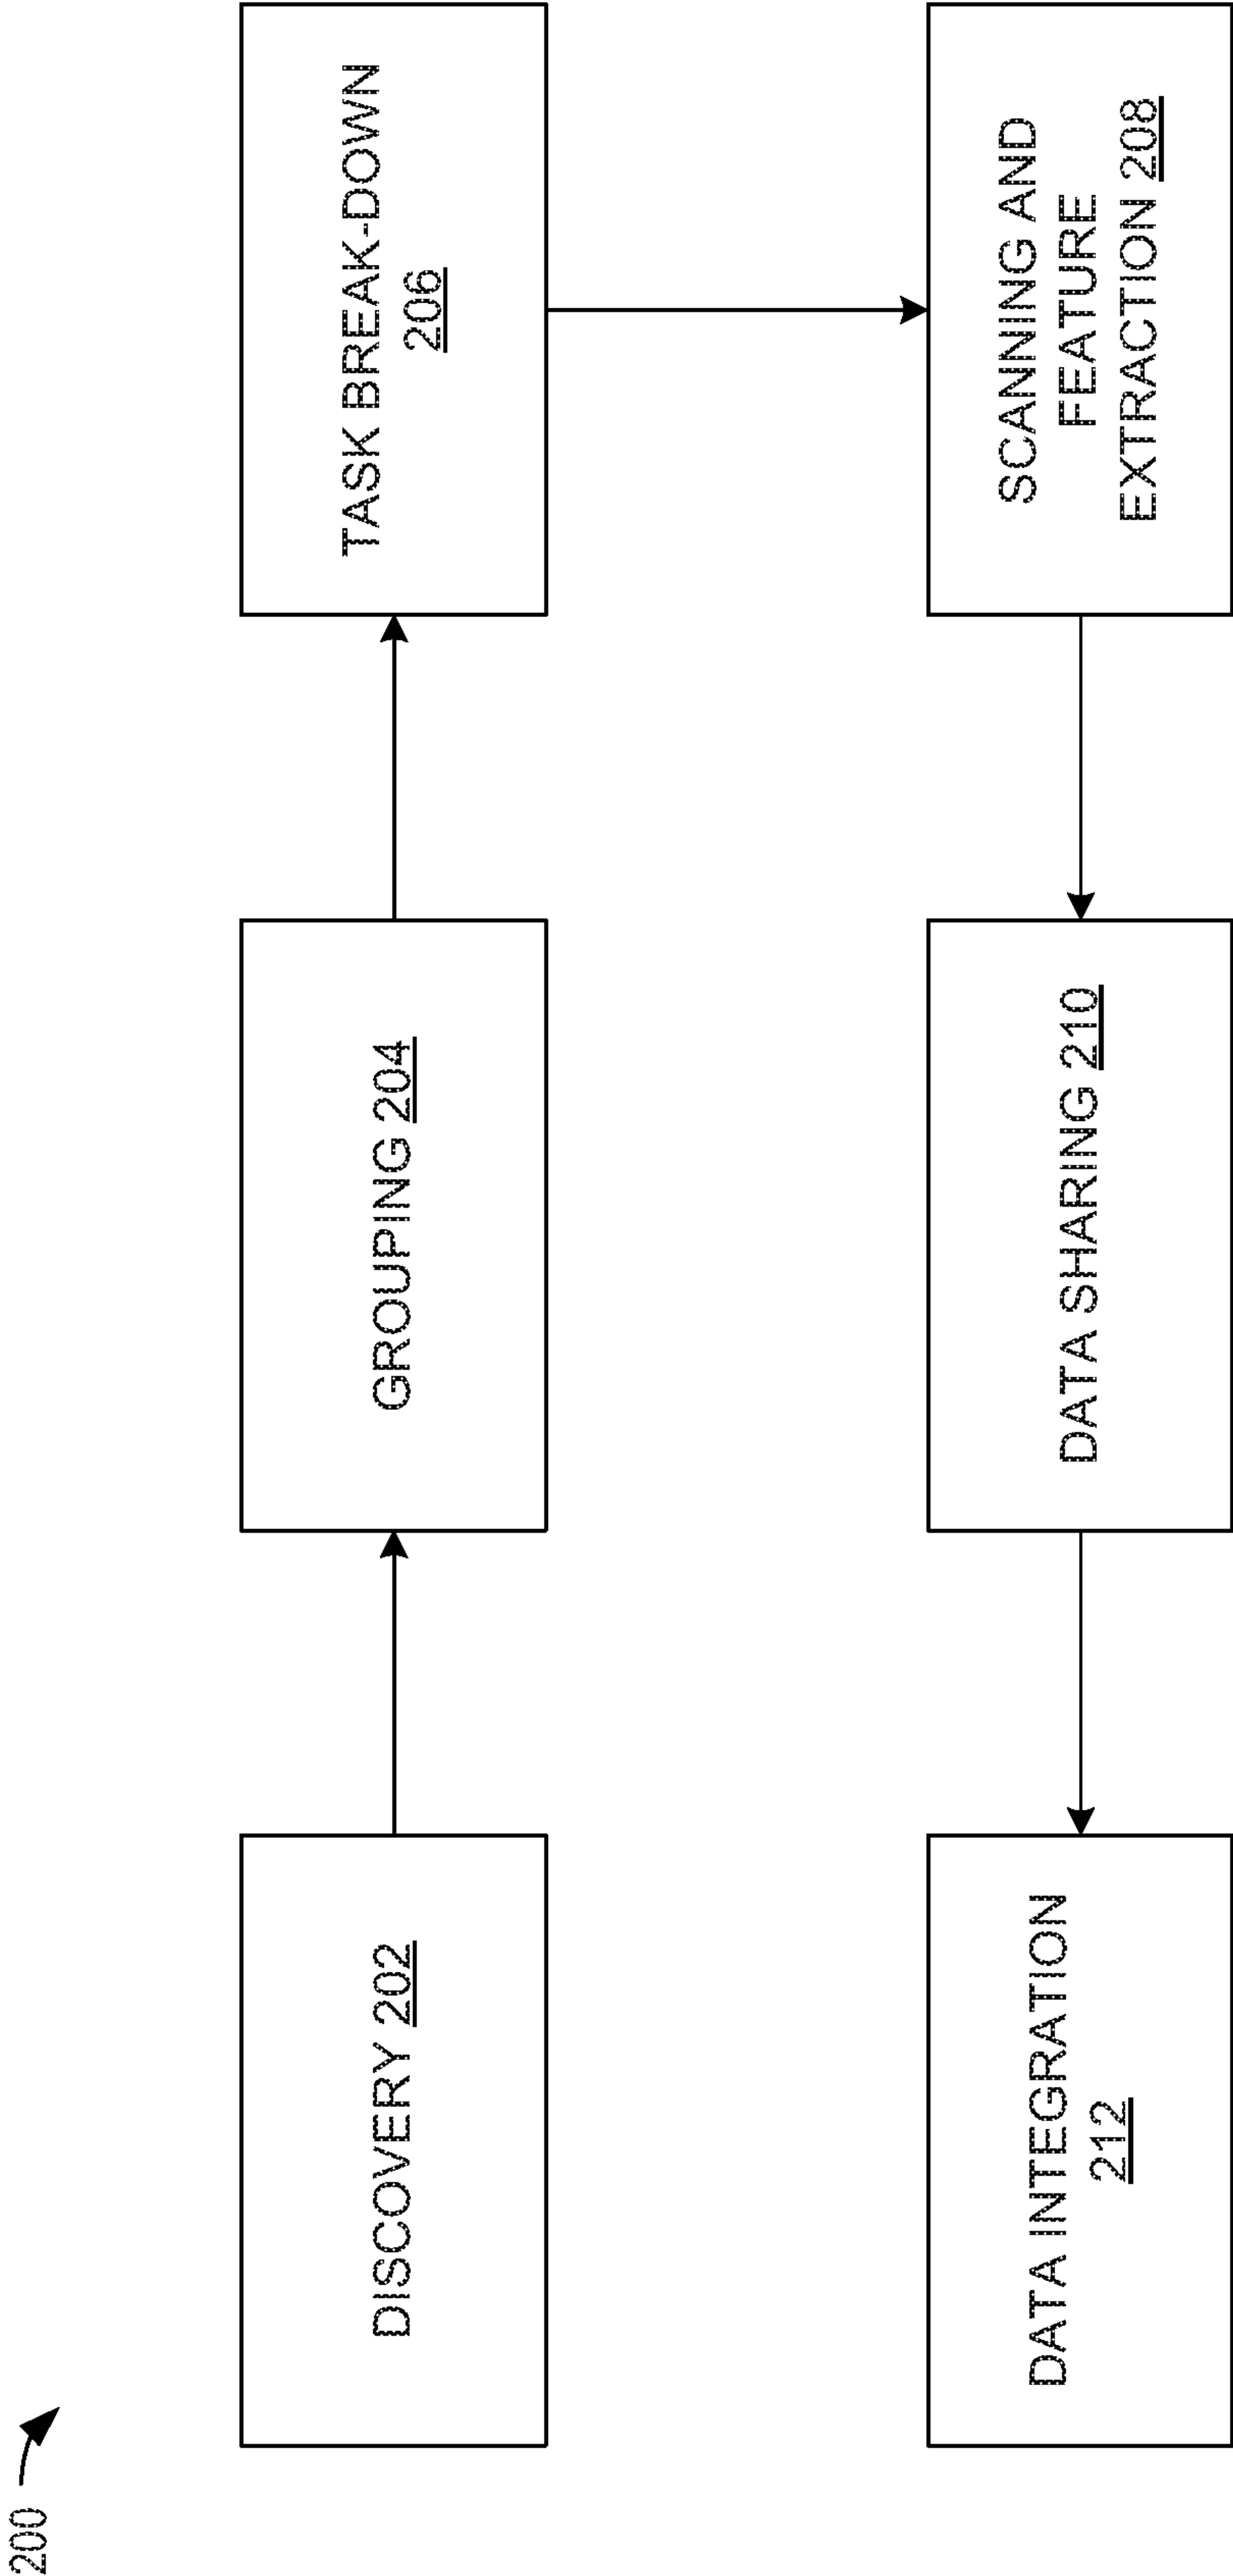 200
DISCOVERY 202
GROUPING 204
TASK BREAK-DOWN
206
SCANNING AND
FEATURE
EXTRACTION 208
DATA SHARING 210
DATA INTEGRATION
212